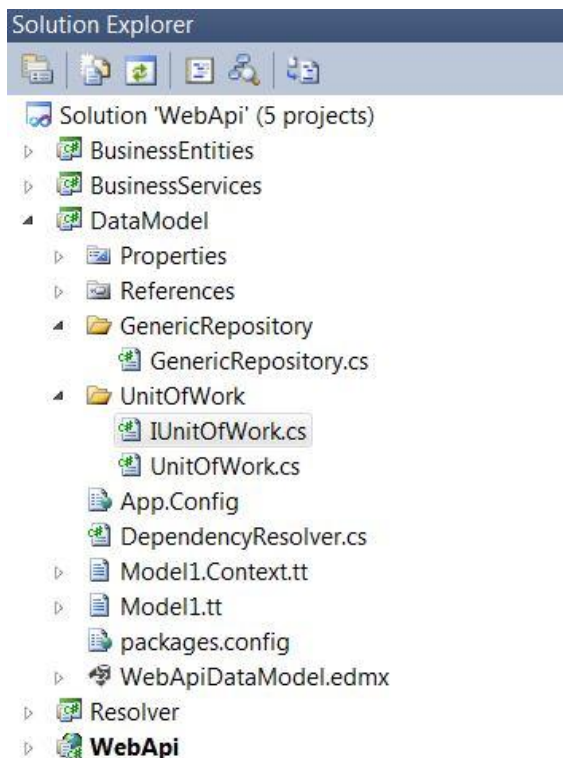 Solution Explorer
Solution 'WebApi' (5 projects)
BusinessEntities
BusinessServices
DataModel
Properties
References
GenericRepository
GenericRepository.cs
UnitOfWork
IUnitOfWork.cs
UnitOfWork.cs
App.Config
DependencyResolver.cs
Model1.Context.tt
Model1.tt
packages.config
WebApiDataModel.edmx
Resolver
WebApi